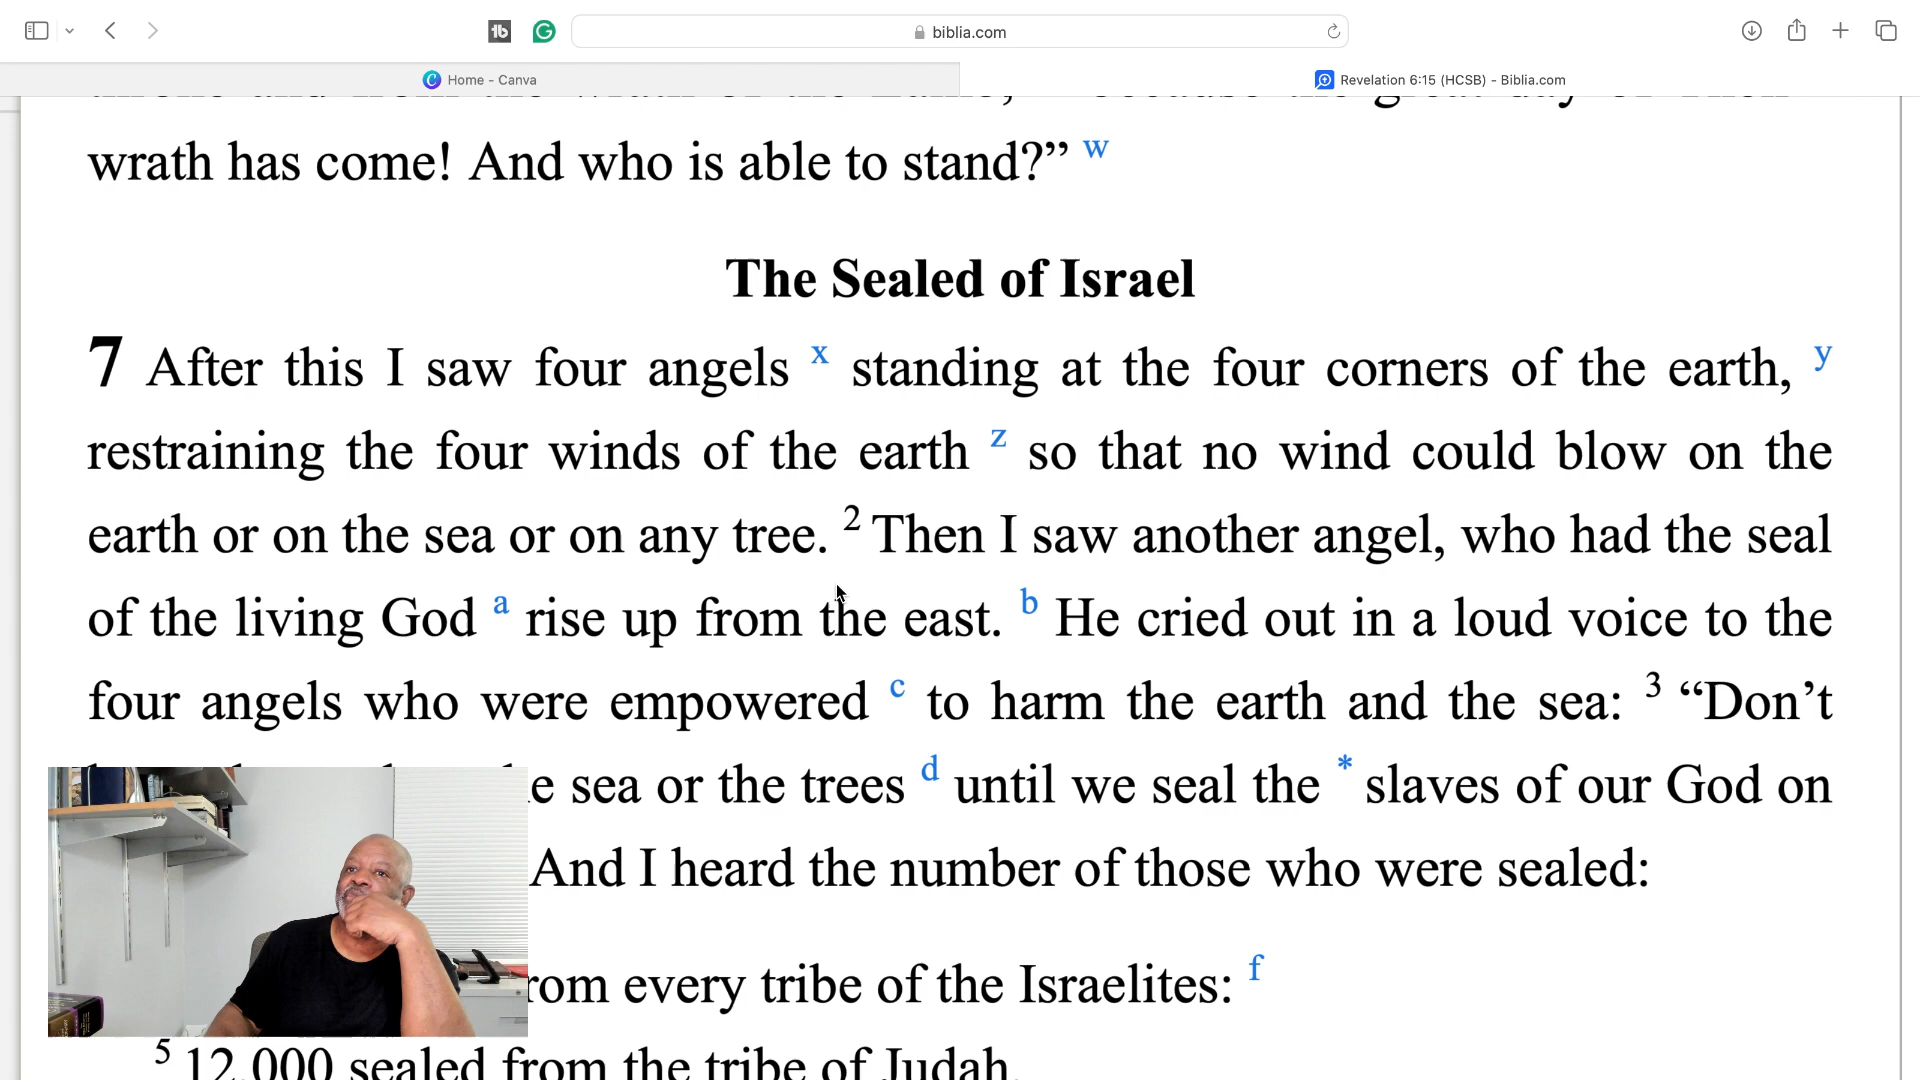 biblia.com
Home - Canva
Revelation 6:15 (HCSB) - Biblia.com
wrath has come! And who is able to stand?” w
The Sealed of Israel
7 After this I saw four angels x standing at the four corners of the earth, y
restraining the four winds of the earth z so that no wind could blow on the
earth or on the sea or on any tree. 2 Then I saw another angel, who had the seal
of the living God a rise up from the east. b He cried out in a loud voice to the
four angels who were empowered c to harm the earth and the sea: 3 “Don’t
sea or the trees d until we seal the * slaves of our God on
And I heard the number of those who were sealed:
every tribe of the Israelites: f
5 12,000 sealed from the tribe of Judah,